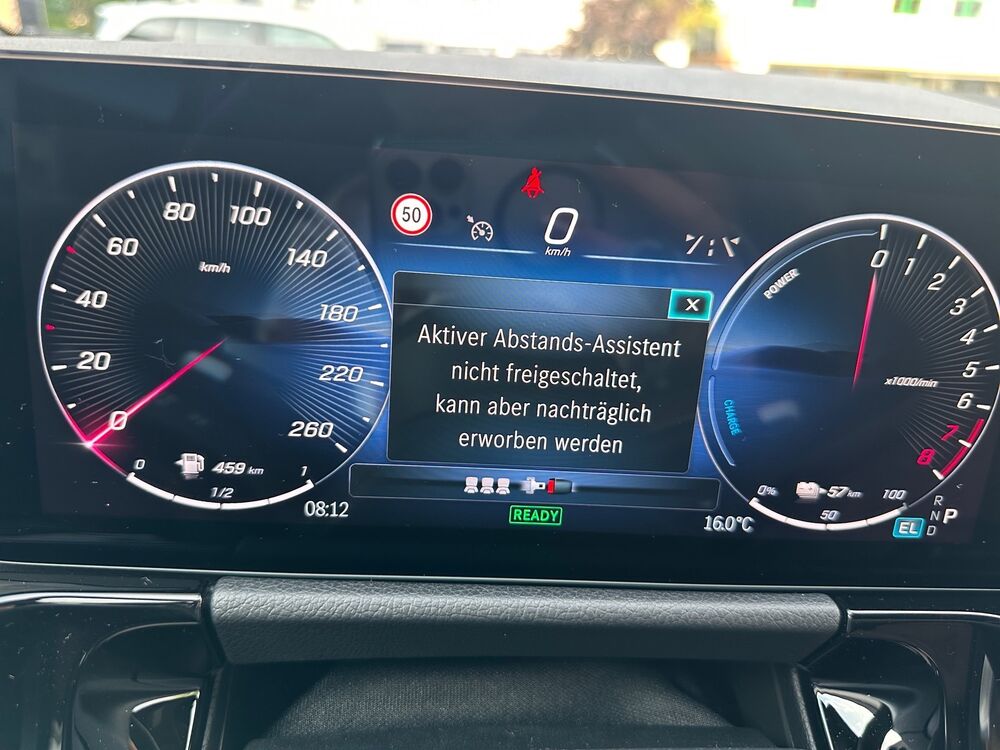 50
0
km/h
X
Aktiver Abstands-Assistent
nicht freigeschaltet,
kann aber nachträglich
erworben werden
0
20
40
60
80
100
140
180
220
260
km/h
0
1/2
1
459 km
08:12
READY
16.0°C
POWER
CHARGE
0
1
2
3
4
5
6
7
8
x1000/min
0%
50
100
57 km
EL
R
N
D
P